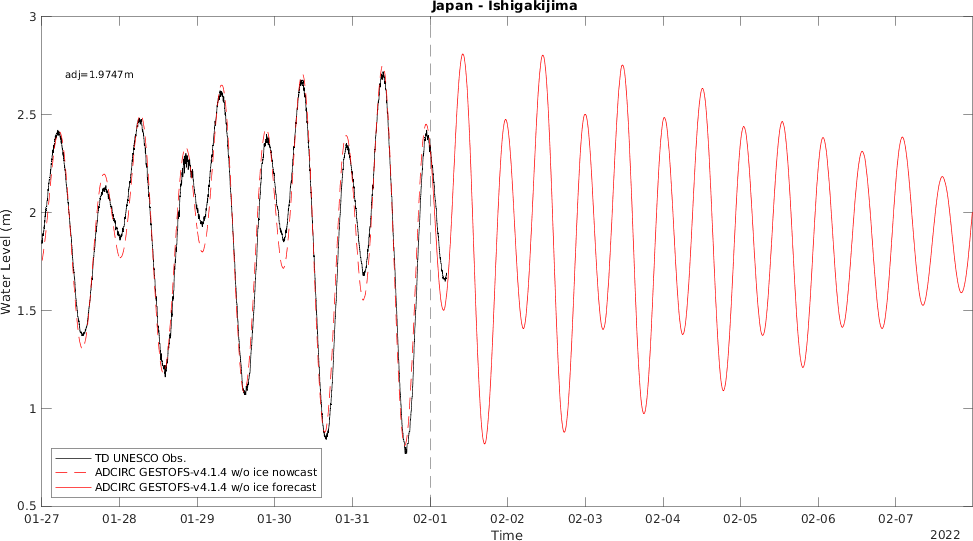 Japan - Ishigakijima
adj=1.9747m
Water Level (m)
3
2.5
2
1.5
1
0.5
TD UNESCO Obs.
ADCIRC GESTOFS-v4.1.4 w/o ice nowcast
ADCIRC GESTOFS-v4.1.4 w/o ice forecast
01-27 01-28 01-29 01-30 01-31 02-01 02-02 02-03 02-04 02-05 02-06 02-07
Time
2022